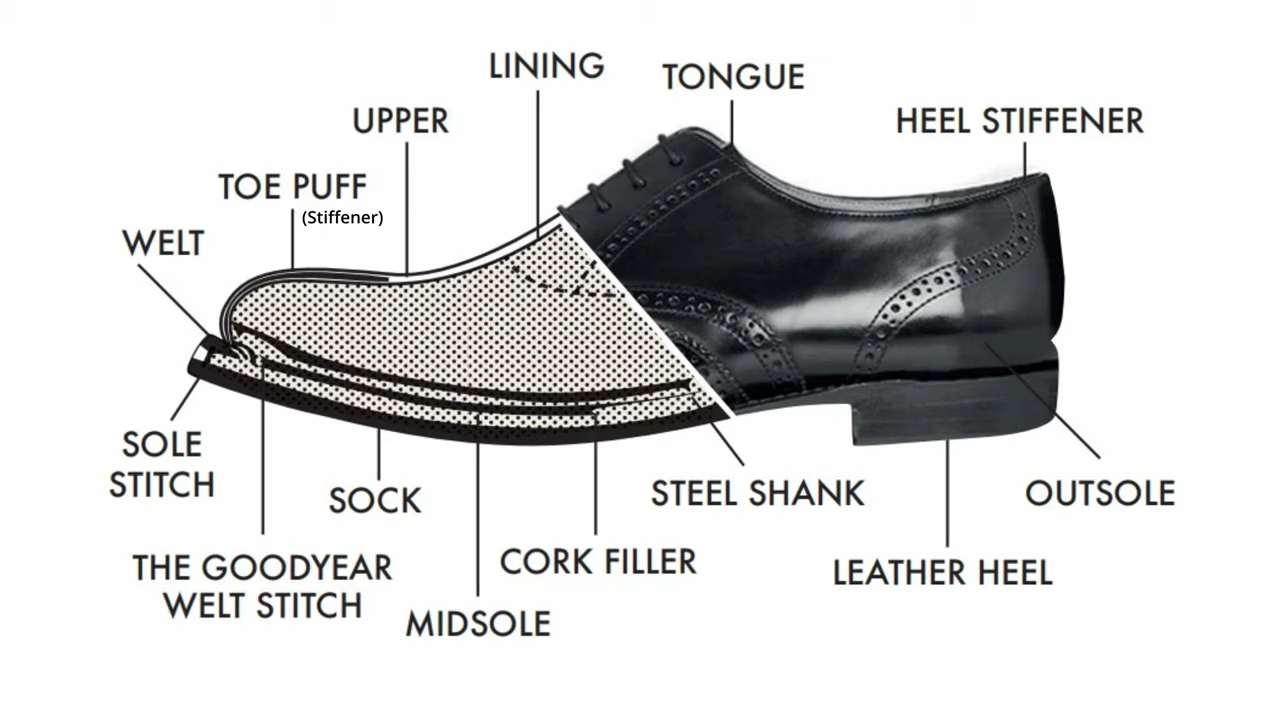 LINING
TONGUE
UPPER
HEEL STIFFENER
TOE PUFF
(Stiffener)
WELT
SOLE
STITCH
SOCK
STEEL SHANK
OUTSOLE
THE GOODYEAR
WELT STITCH
CORK FILLER
LEATHER HEEL
MIDSOLE